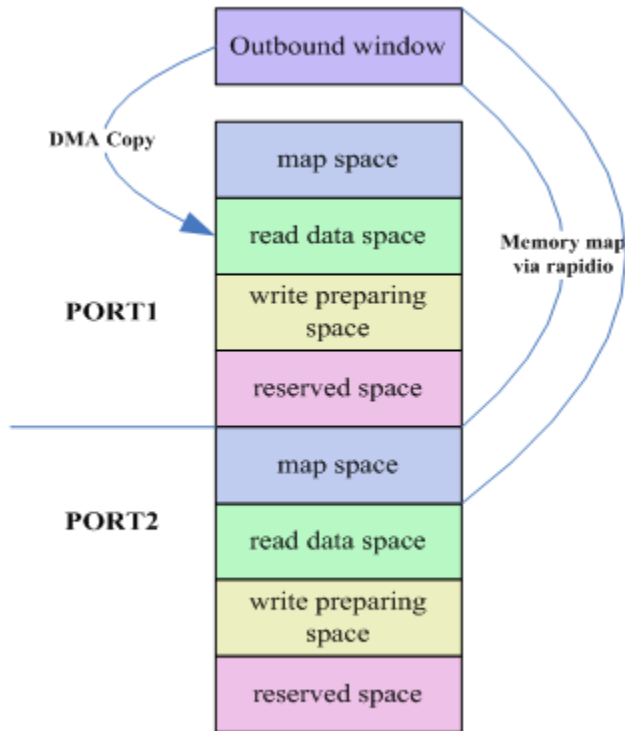 Outbound window
DMA Copy
map space
read data space
Memory map
via rapidio
PORT1
write preparing
space
reserved space
map space
PORT2
read data space
write preparing
space
reserved space